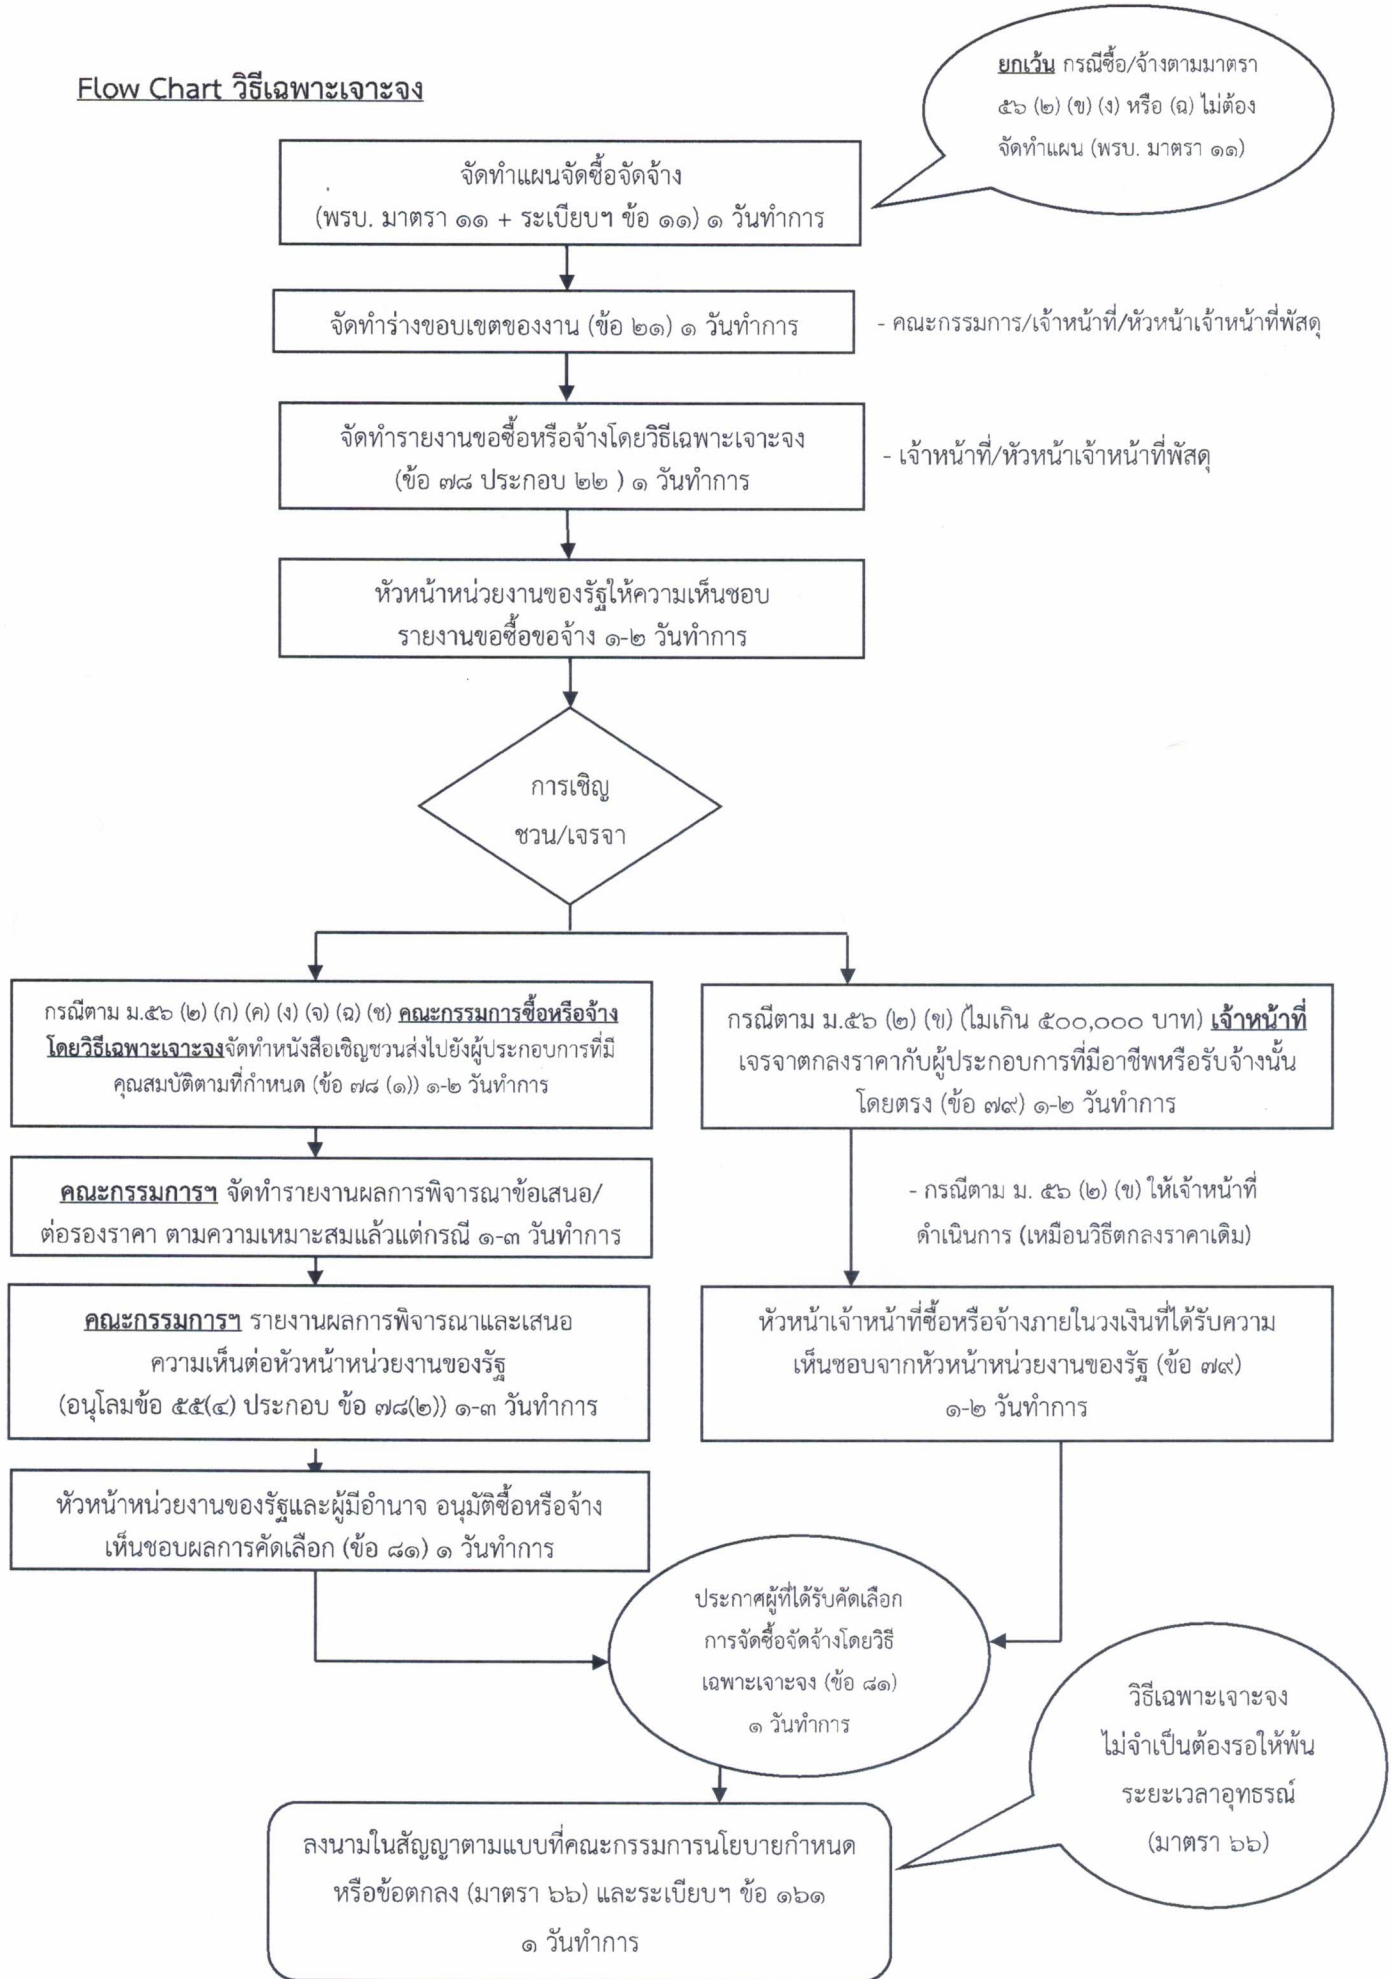 Flow Chart วิธีเฉพาะเจาะจง
ยกเว้น กรณีซื้อ/จ้างตามมาตรา
๕๖ (๒) (ข) (ง) หรือ (ฉ) ไม่ต้อง
จัดทำแผน (พรบ. มาตรา ๑๑)
จัดทำแผนจัดซื้อจัดจ้าง
(พรบ. มาตรา ๑๑ + ระเบียบฯ ข้อ ๑๑) ๑ วันทำการ
จัดทำร่างขอบเขตของงาน (ข้อ ๒๑) ๑ วันทำการ
- คณะกรรมการ/เจ้าหน้าที่/หัวหน้าเจ้าหน้าที่พัสดุ
จัดทำรายงานขอซื้อหรือจ้างโดยวิธีเฉพาะเจาะจง
(ข้อ ๗๘ ประกอบ ๒๒ ) ๑ วันทำการ
- เจ้าหน้าที่/หัวหน้าเจ้าหน้าที่พัสดุ
หัวหน้าหน่วยงานของรัฐให้ความเห็นชอบ
รายงานขอซื้อขอจ้าง ๑-๒ วันทำการ
การเชิญ
ชวน/เจรจา
กรณีตาม ม.๕๖ (๒) (ก) (ค) (ง) (จ) (ฉ) (ช) คณะกรรมการซื้อหรือจ้าง
โดยวิธีเฉพาะเจาะจงจัดทำหนังสือเชิญชวนส่งไปยังผู้ประกอบการที่มี
คุณสมบัติตามที่กำหนด (ข้อ ๗๘ (๑)) ๑-๒ วันทำการ
คณะกรรมการฯ จัดทำรายงานผลการพิจารณาข้อเสนอ/
ต่อรองราคา ตามความเหมาะสมแล้วแต่กรณี ๑-๓ วันทำการ
คณะกรรมการฯ รายงานผลการพิจารณาและเสนอ
ความเห็นต่อหัวหน้าหน่วยงานของรัฐ
(อนุโลมข้อ ๕๕(๔) ประกอบ ข้อ ๗๘(๒)) ๑-๓ วันทำการ
หัวหน้าหน่วยงานของรัฐและผู้มีอำนาจ อนุมัติซื้อหรือจ้าง
เห็นชอบผลการคัดเลือก (ข้อ ๘๑) ๑ วันทำการ
กรณีตาม ม.๕๖ (๒) (ข) (ไมเกิน ๕๐๐,๐๐๐ บาท) เจ้าหน้าที่
เจรจาตกลงราคากับผู้ประกอบการที่มีอาชีพหรือรับจ้างนั้น
โดยตรง (ข้อ ๗๙) ๑-๒ วันทำการ
- กรณีตาม ม. ๕๖ (๒) (ข) ให้เจ้าหน้าที่
ดำเนินการ (เหมือนวิธีตกลงราคาเดิม)
หัวหน้าเจ้าหน้าที่ซื้อหรือจ้างภายในวงเงินที่ได้รับความ
เห็นชอบจากหัวหน้าหน่วยงานของรัฐ (ข้อ ๗๙)
๑-๒ วันทำการ
ประกาศผู้ที่ได้รับคัดเลือก
การจัดซื้อจัดจ้างโดยวิธี
เฉพาะเจาะจง (ข้อ ๘๑)
๑ วันทำการ
วิธีเฉพาะเจาะจง
ไม่จำเป็นต้องรอให้พ้น
ระยะเวลาอุทธรณ์
(มาตรา ๖๖)
ลงนามในสัญญาตามแบบที่คณะกรรมการนโยบายกำหนด
หรือข้อตกลง (มาตรา ๖๖) และระเบียบฯ ข้อ ๑๖๑
๑ วันทำการ